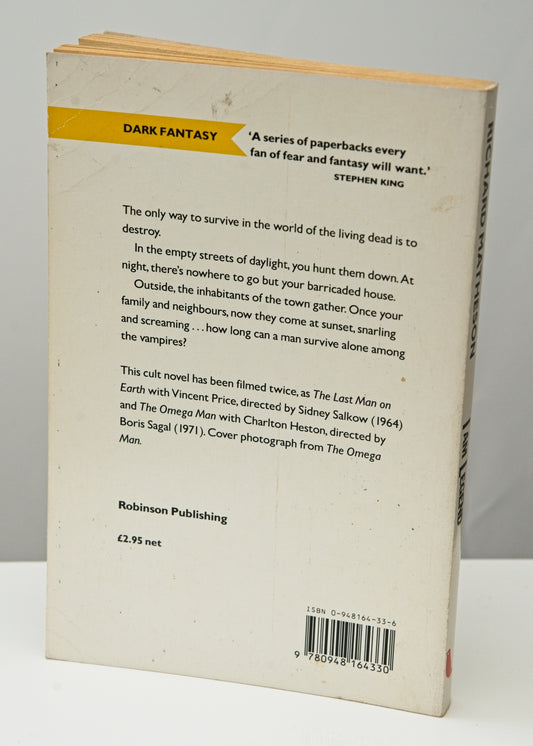 DARK FANTASY
'A series of paperbacks every
fan of fear and fantasy will want.'
STEPHEN KING
The only way to survive in the world of the living dead is to
destroy.
In the empty streets of daylight, you hunt them down. At
night, there's nowhere to go but your barricaded house.
Outside, the inhabitants of the town gather. Once your
family and neighbours, now they come at sunset, snarling
and screaming . . . how long can a man survive alone among
the vampires?
This cult novel has been filmed twice, as The Last Man on
Earth with Vincent Price, directed by Sidney Salkow (1964)
and The Omega Man with Charlton Heston, directed by
Boris Sagal (1971). Cover photograph from The Omega
Man.
Robinson Publishing
£2.95 net
ISBN 0-948164-33-6
9 780948 164330
RICHARD MATHESON
I AM LEGEND